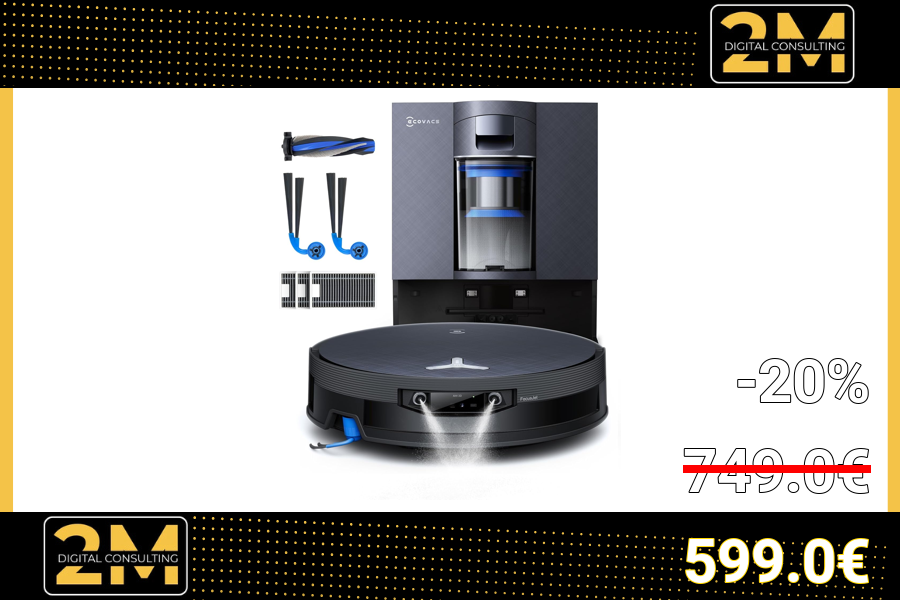 2M
DIGITAL CONSULTING
ECOVACS
-20%
749.0€
2M
DIGITAL CONSULTING
599.0€